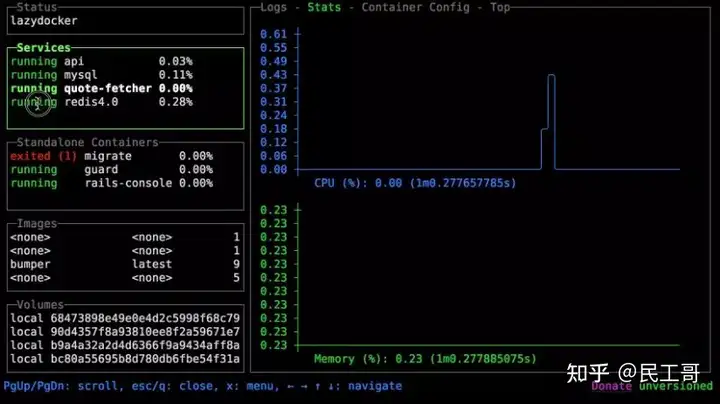 Status
lazydocker
Services
running api 0.03%
running mysql 0.11%
running quote-fetcher 0.00%
running redis4.0 0.28%
Standalone Containers
exited (1) migrate 0.00%
running guard 0.00%
running rails-console 0.00%
Images
<none> <none> 1
<none> <none> 1
bumper latest 9
<none> <none> 5
Volumes
local 68473898e49e0e4d2c5998f68c79
local 90d4357f8a93810ee8f2a59671e7
local b9a4a32a2d4d6366f9a9434aff8a
local bc80a55695b8d780db6fbe54f31a
Logs - Stats - Container Config - Top
0.61
0.55
0.49
0.43
0.37
0.31
0.24
0.18
0.12
0.06
0.00
CPU (%): 0.00 (1m0.277657785s)
0.23
0.23
0.23
0.23
0.23
0.23
0.23
0.23
0.23
0.23
0.23
Memory (%): 0.23 (1m0.277885075s)
PgUp/PgDn: scroll, esc/q: close, x: menu, ← → ↑ ↓: navigate
Donate unversioned
知乎 @民工哥